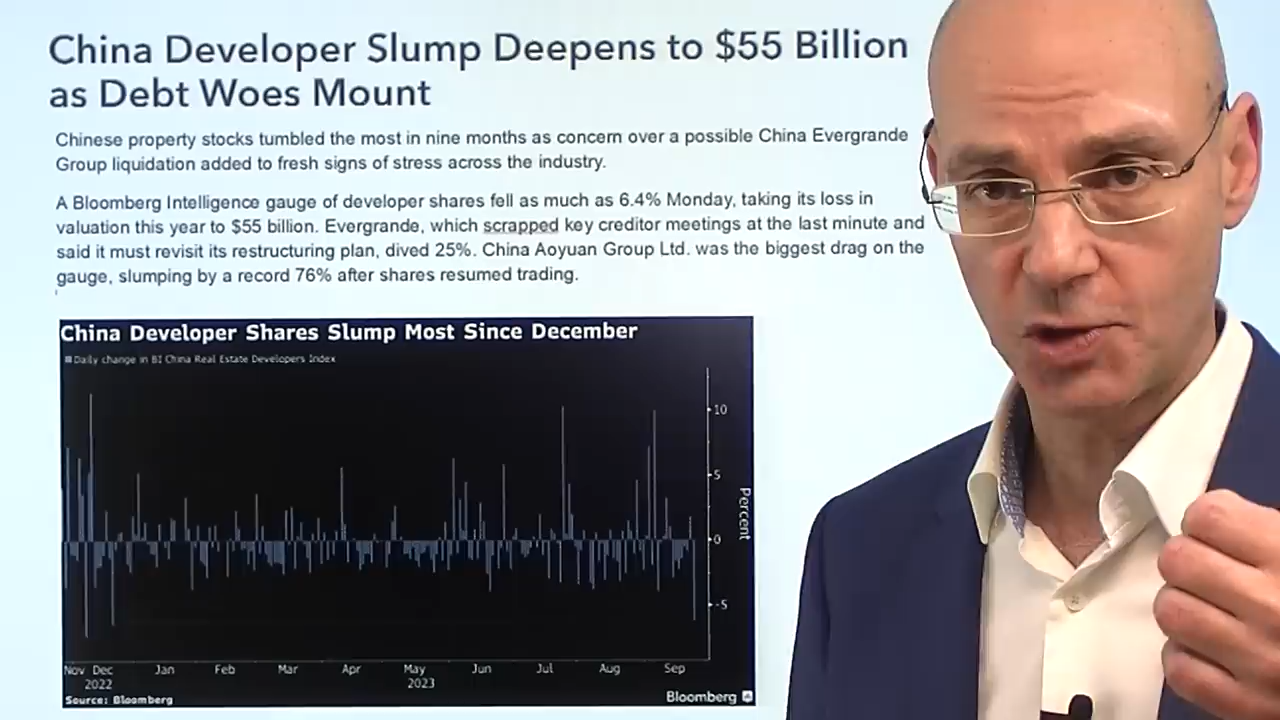 China Developer Slump Deepens to $55 Billion
as Debt Woes Mount
Chinese property stocks tumbled the most in nine months as concern over a possible China Evergrande
Group liquidation added to fresh signs of stress across the industry.
A Bloomberg Intelligence gauge of developer shares fell as much as 6.4% Monday, taking its loss in
valuation this year to $55 billion. Evergrande, which scrapped key creditor meetings at the last minute and
said it must revisit its restructuring plan, dived 25%. China Aoyuan Group Ltd. was the biggest drag on the
gauge, slumping by a record 76% after shares resumed trading.
China Developer Shares Slump Most Since December
Daily change in BI China Real Estate Developers Index
10
5
0
-5
Percent
Nov Dec Jan Feb Mar Apr May Jun Jul Aug Sep
2022 2023
Source: Bloomberg
Bloomberg